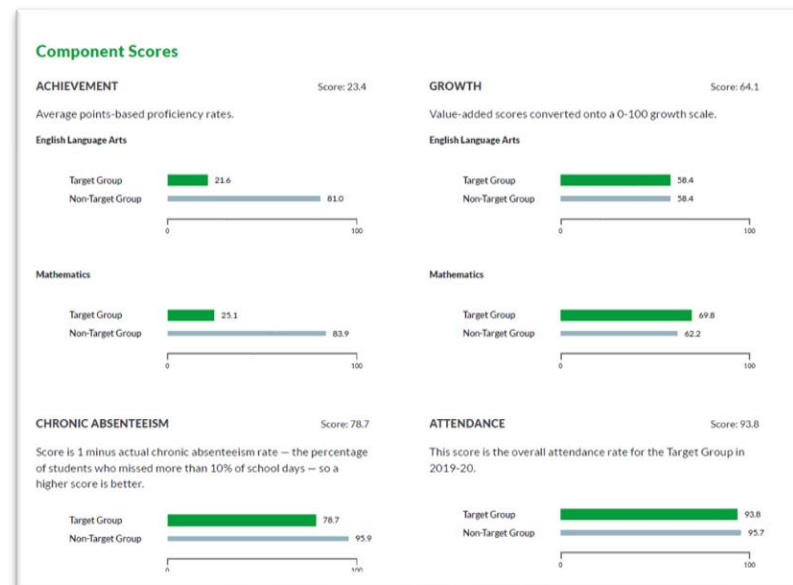 Component Scores
ACHIEVEMENT Score: 23.4
Average points-based proficiency rates.
English Language Arts
Target Group 21.6
Non-Target Group 81.0
0 100
Mathematics
Target Group 25.1
Non-Target Group 83.9
0 100
GROWTH Score: 64.1
Value-added scores converted onto a 0-100 growth scale.
English Language Arts
Target Group 58.4
Non-Target Group 58.4
0 100
Mathematics
Target Group 69.8
Non-Target Group 62.2
0 100
CHRONIC ABSENTEEISM Score: 78.7
Score is 1 minus actual chronic absenteeism rate — the percentage
of students who missed more than 10% of school days — so a
higher score is better.
Target Group 78.7
Non-Target Group 95.9
0 100
ATTENDANCE Score: 93.8
This score is the overall attendance rate for the Target Group in
2019-20.
Target Group 93.8
Non-Target Group 95.7
0 100